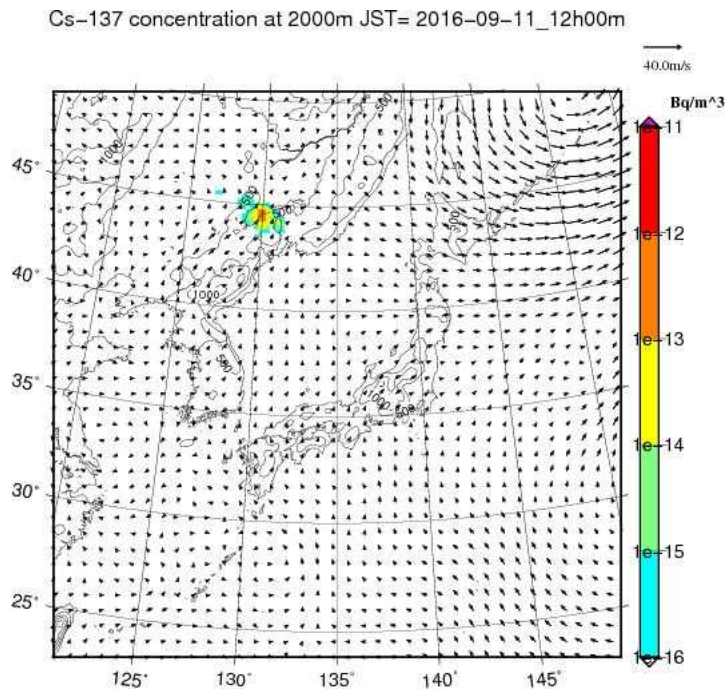 Cs-137 concentration at 2000m JST= 2016-09-11_12h00m
40.0m/s
Bq/m^3
1e-11
1e-12
1e-13
1e-14
1e-15
1e-16
45°
40°
35°
30°
25°
125° 130° 135° 140° 145°
1000
500
1000
500
1000